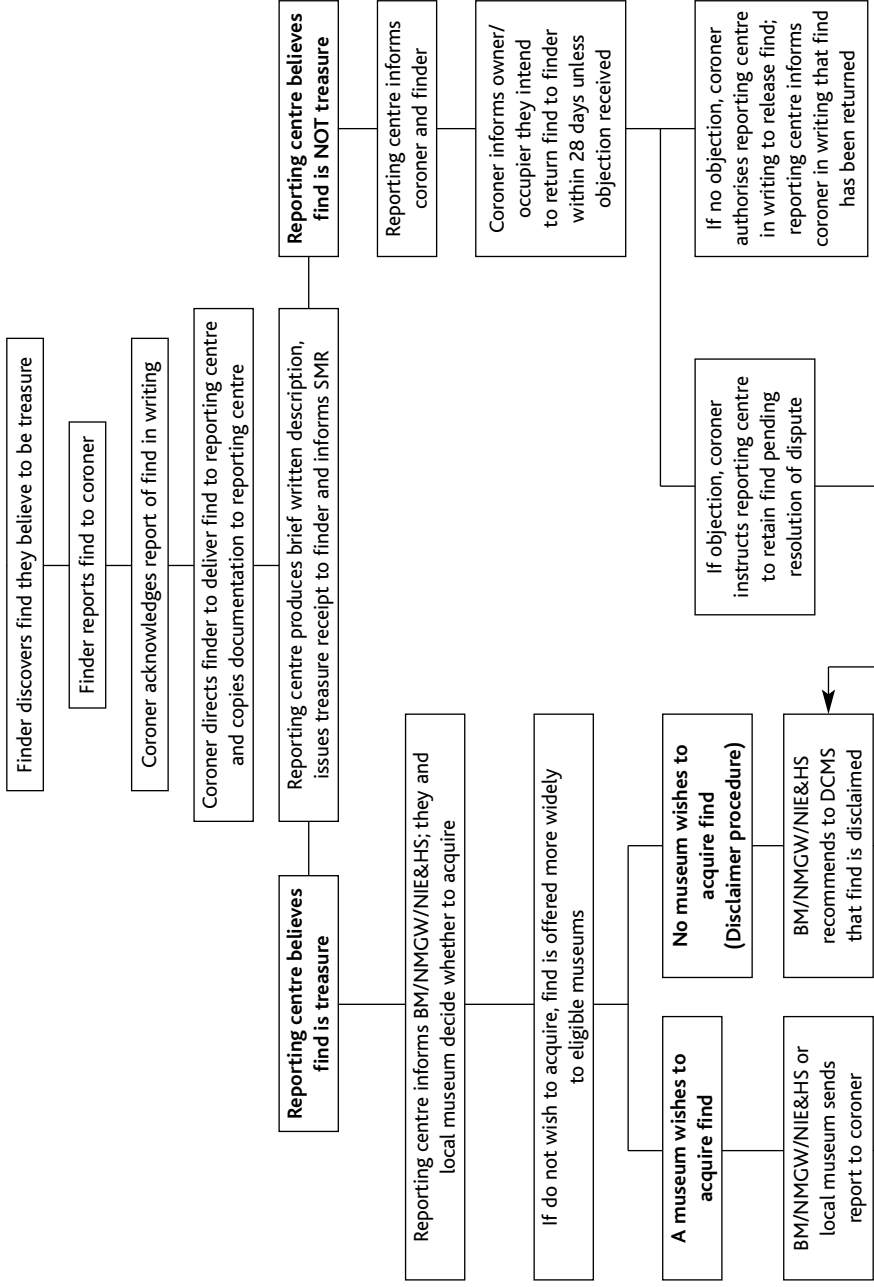 Finder discovers find they believe to be treasure
Finder reports find to coroner
Coroner acknowledges report of find in writing
Coroner directs finder to deliver find to reporting centre
and copies documentation to reporting centre
Reporting centre produces brief written description,
issues treasure receipt to finder and informs SMR
Reporting centre believes
find is treasure
Reporting centre informs BM/NMGW/NIE&HS; they and
local museum decide whether to acquire
If do not wish to acquire, find is offered more widely
to eligible museums
A museum wishes to
acquire find
BM/NMGW/NIE&HS or
local museum sends
report to coroner
No museum wishes to
acquire find
(Disclaimer procedure)
BM/NMGW/NIE&HS
recommends to DCMS
that find is disclaimed
Reporting centre believes
find is NOT treasure
Reporting centre informs
coroner and finder
Coroner informs owner/
occupier they intend
to return find to finder
within 28 days unless
objection received
If objection, coroner
instructs reporting centre
to retain find pending
resolution of dispute
If no objection, coroner
authorises reporting centre
in writing to release find;
reporting centre informs
coroner in writing that find
has been returned